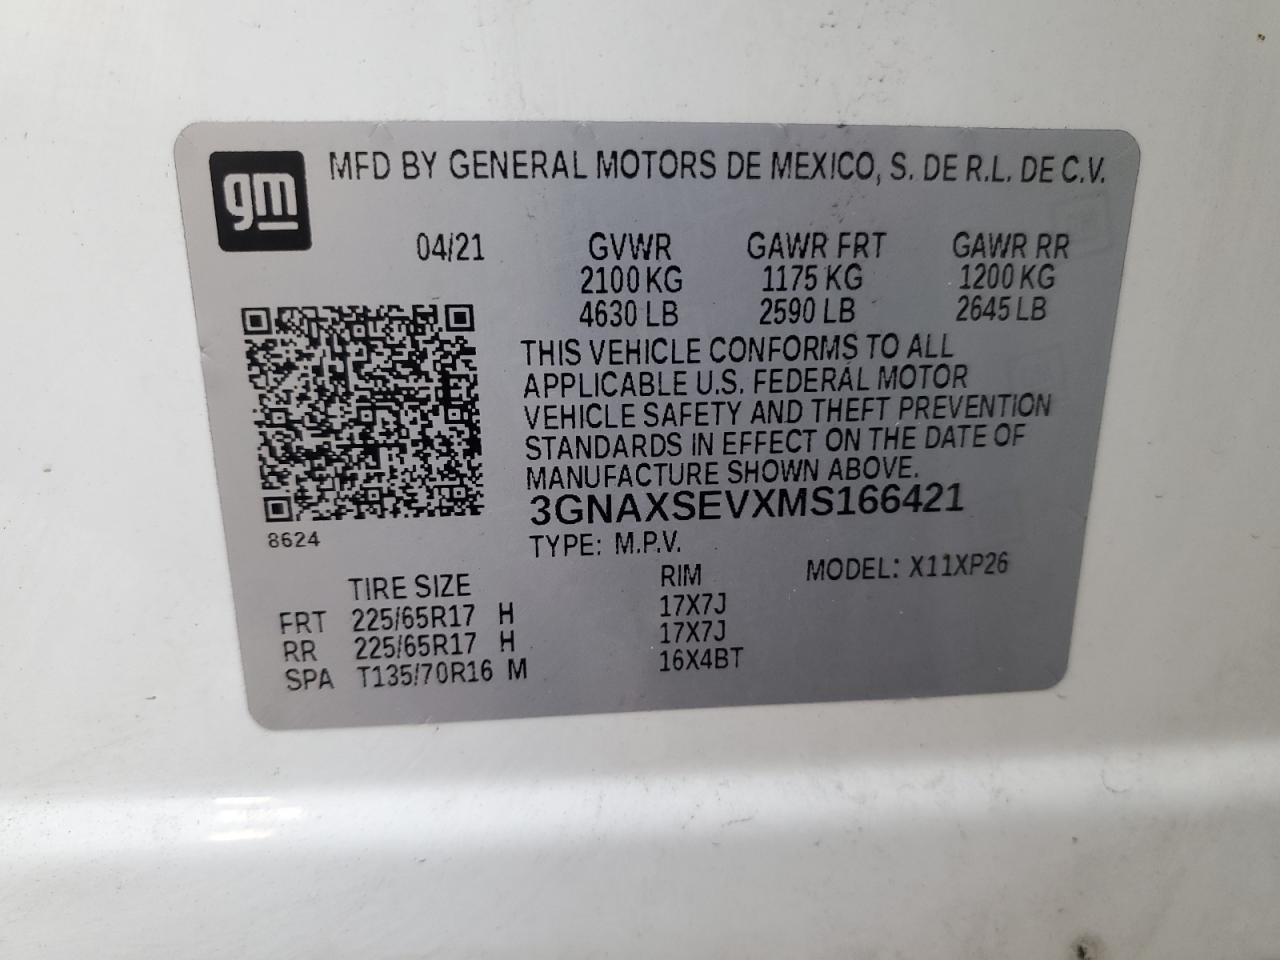 gm
MFD BY GENERAL MOTORS DE MEXICO, S. DE R.L. DE C.V.
04/21 GVWR GAWR FRT GAWR RR
2100 KG 1175 KG 1200 KG
4630 LB 2590 LB 2645 LB
THIS VEHICLE CONFORMS TO ALL
APPLICABLE U.S. FEDERAL MOTOR
VEHICLE SAFETY AND THEFT PREVENTION
STANDARDS IN EFFECT ON THE DATE OF
MANUFACTURE SHOWN ABOVE.
3GNAXSEVXMS166421
8624
TYPE: M.P.V. MODEL: X11XP26
TIRE SIZE RIM
FRT 225/65R17 H 17X7J
RR 225/65R17 H 17X7J
SPA T135/70R16 M 16X4BT